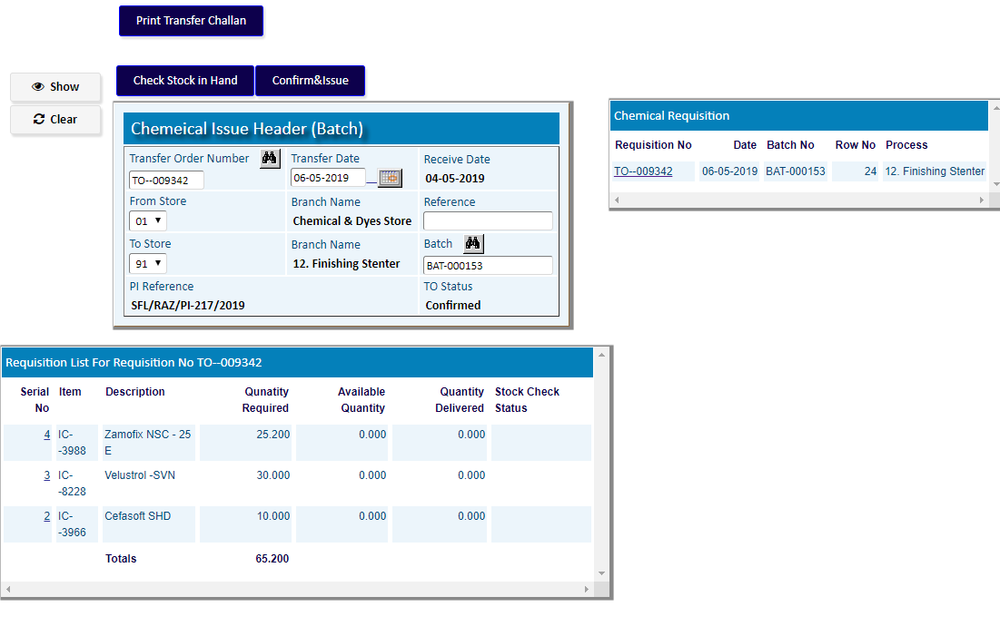 Print Transfer Challan
Show
Check Stock in Hand
Confirm&Issue
Clear
Chemeical Issue Header (Batch)
Transfer Order Number
Transfer Date
Receive Date
TO--009342
06-05-2019
04-05-2019
From Store
Branch Name
Reference
01
Chemical & Dyes Store
To Store
Branch Name
Batch
91
12. Finishing Stenter
BAT-000153
PI Reference
TO Status
SFL/RAZ/PI-217/2019
Confirmed
Chemical Requisition
Requisition No Date Batch No Row No Process
TO--009342 06-05-2019 BAT-000153 24 12. Finishing Stenter
Requisition List For Requisition No TO--009342
Serial Item Description Qunatity Available Quantity Stock Check
No Required Quantity Delivered Status
4 IC- Zamofix NSC - 25 25.200 0.000 0.000
-3988 E
3 IC- Velustrol -SVN 30.000 0.000 0.000
-8228
2 IC- Cefasoft SHD 10.000 0.000 0.000
-3966
Totals 65.200